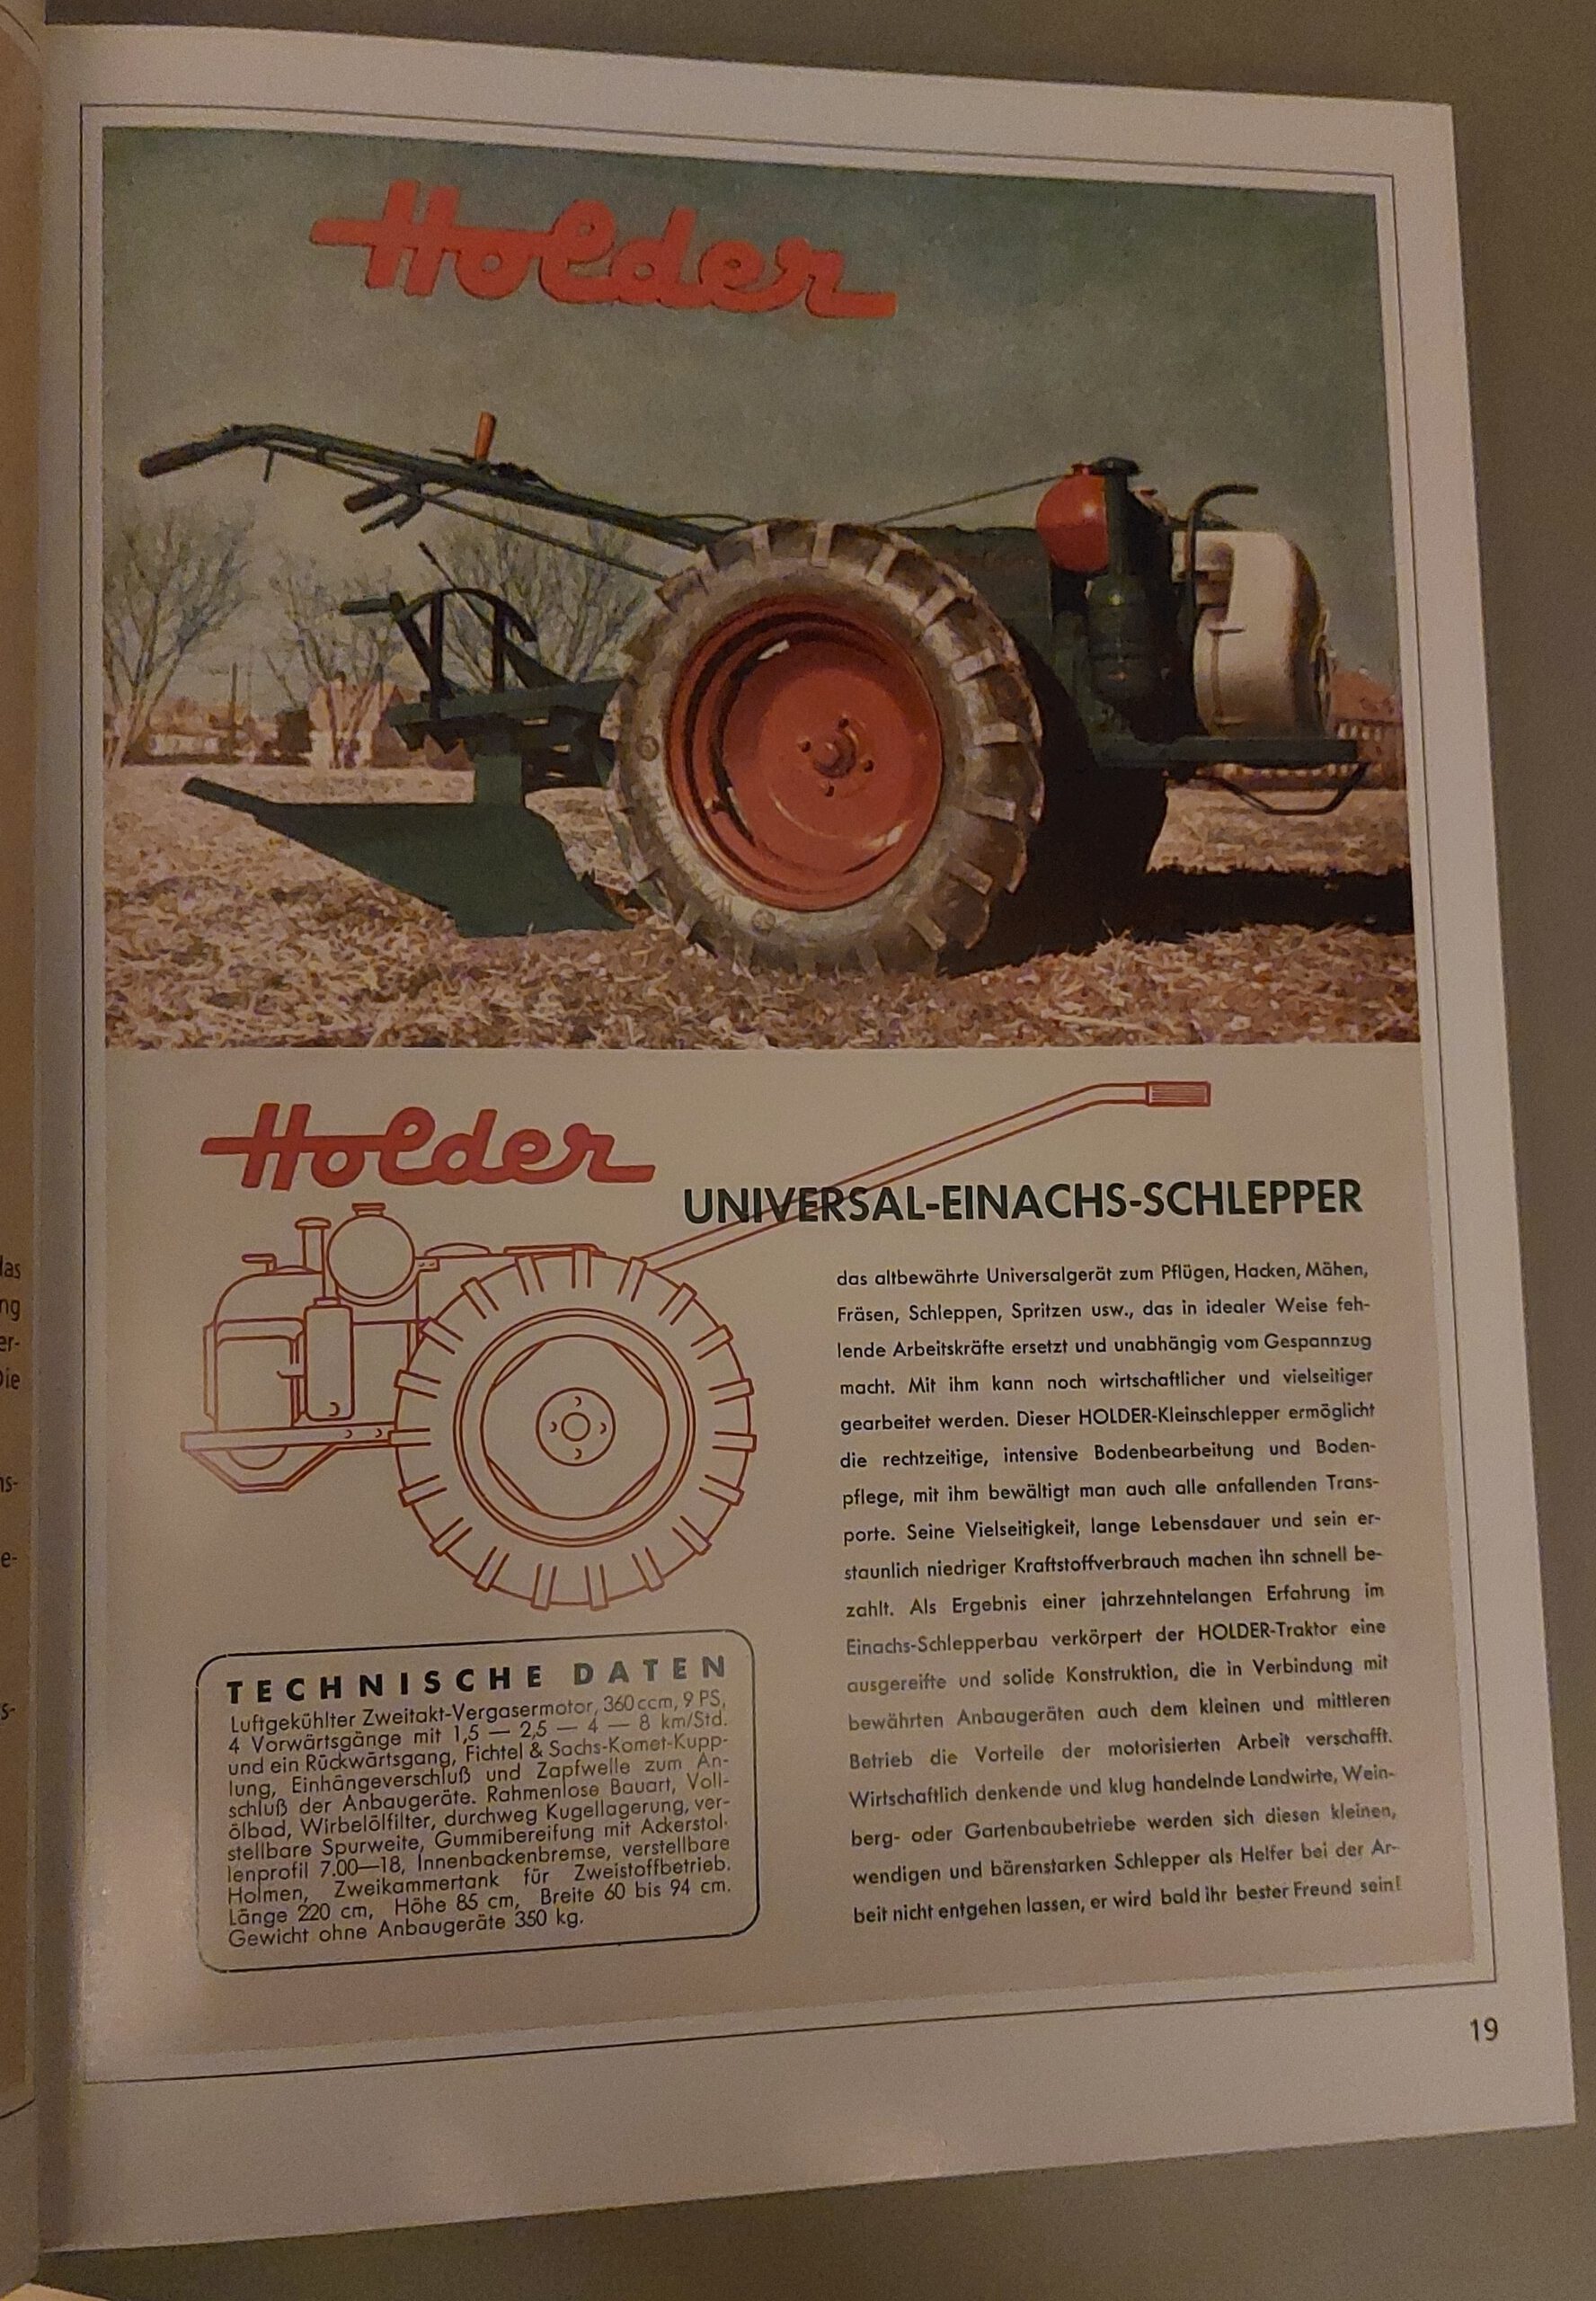 Holder
Holder
UNIVERSAL-EINACHS-SCHLEPPER
das altbewährte Universalgerät zum Pflügen, Hacken, Mähen,
Fräsen, Schleppen, Spritzen usw., das in idealer Weise feh-
lende Arbeitskräfte ersetzt und unabhängig vom Gespannzug
macht. Mit ihm kann noch wirtschaftlicher und vielseitiger
gearbeitet werden. Dieser HOLDER-Kleinschlepper ermöglicht
die rechtzeitige, intensive Bodenbearbeitung und Boden-
pflege, mit ihm bewältigt man auch alle anfallenden Trans-
porte. Seine Vielseitigkeit, lange Lebensdauer und sein er-
staunlich niedriger Kraftstoffverbrauch machen ihn schnell be-
zahlt. Als Ergebnis einer jahrzehntelangen Erfahrung im
Einachs-Schlepperbau verkörpert der HOLDER-Traktor eine
ausgereifte und solide Konstruktion, die in Verbindung mit
bewährten Anbaugeräten auch dem kleinen und mittleren
Betrieb die Vorteile der motorisierten Arbeit verschafft.
Wirtschaftlich denkende und klug handelnde Landwirte, Wein-
berg- oder Gartenbaubetriebe werden sich diesen kleinen,
wendigen und bärenstarken Schlepper als Helfer bei der Ar-
beit nicht entgehen lassen, er wird bald ihr bester Freund sein!
TECHNISCHE DATEN
Luftgekühlter Zweitakt-Vergasermotor, 360 ccm, 9 PS,
4 Vorwärtsgänge mit 1,5 — 2,5 — 4 — 8 km/Std.
und ein Rückwärtsgang, Fichtel & Sachs-Komet-Kupp-
lung, Einhängeverschluß und Zapfwelle zum An-
schluß der Anbaugeräte. Rahmenlose Bauart, Voll-
ölbad, Wirbelölfilter, durchweg Kugellagerung, ver-
stellbare Spurweite, Gummibereifung mit Ackerstol-
lenprofil 7.00—18, Innenbackenbremse, verstellbare
Holmen, Zweikammertank für Zweistoffbetrieb.
Länge 220 cm, Höhe 85 cm, Breite 60 bis 94 cm.
Gewicht ohne Anbaugeräte 350 kg.
19